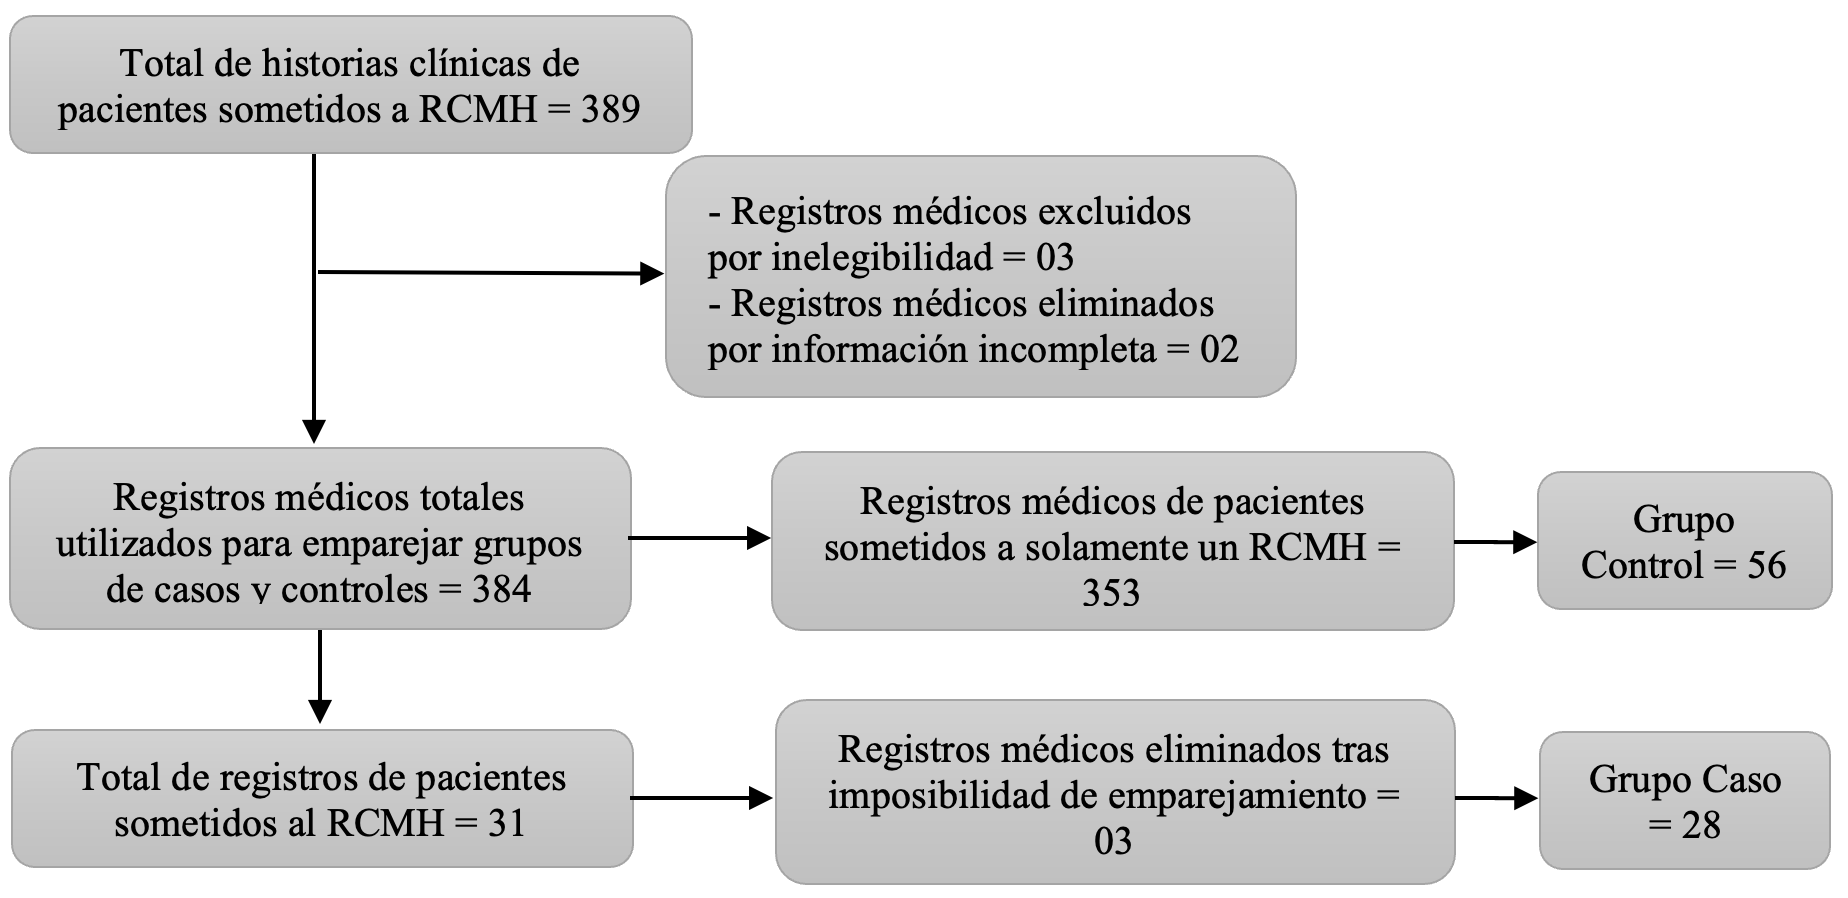 Total de historias clínicas de
pacientes sometidos a RCMH = 389
- Registros médicos excluidos
por inelegibilidad = 03
- Registros médicos eliminados
por información incompleta = 02
Registros médicos totales
utilizados para emparejar grupos
de casos y controles = 384
Registros médicos de pacientes
sometidos a solamente un RCMH =
353
Grupo
Control = 56
Total de registros de pacientes
sometidos al RCMH = 31
Registros médicos eliminados tras
imposibilidad de emparejamiento =
03
Grupo Caso
= 28